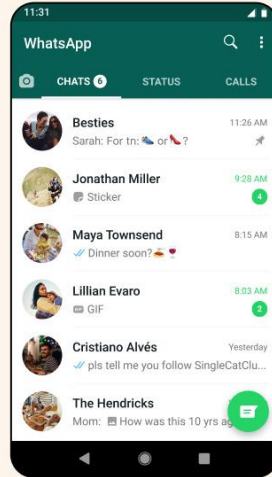 11:31
WhatsApp
CHATS 6 STATUS CALLS
Besties 11:26 AM
Sarah: For tn: 👟 or 👠?
Jonathan Miller 9:28 AM
Sticker 4
Maya Townsend 8:15 AM
Dinner soon? 🍝 🍷
Lillian Evaro 8:03 AM
GIF GIF 2
Cristiano Alvés Yesterday
pls tell me you follow SingleCatClu...
The Hendricks
Mom: How was this 10 yrs ag